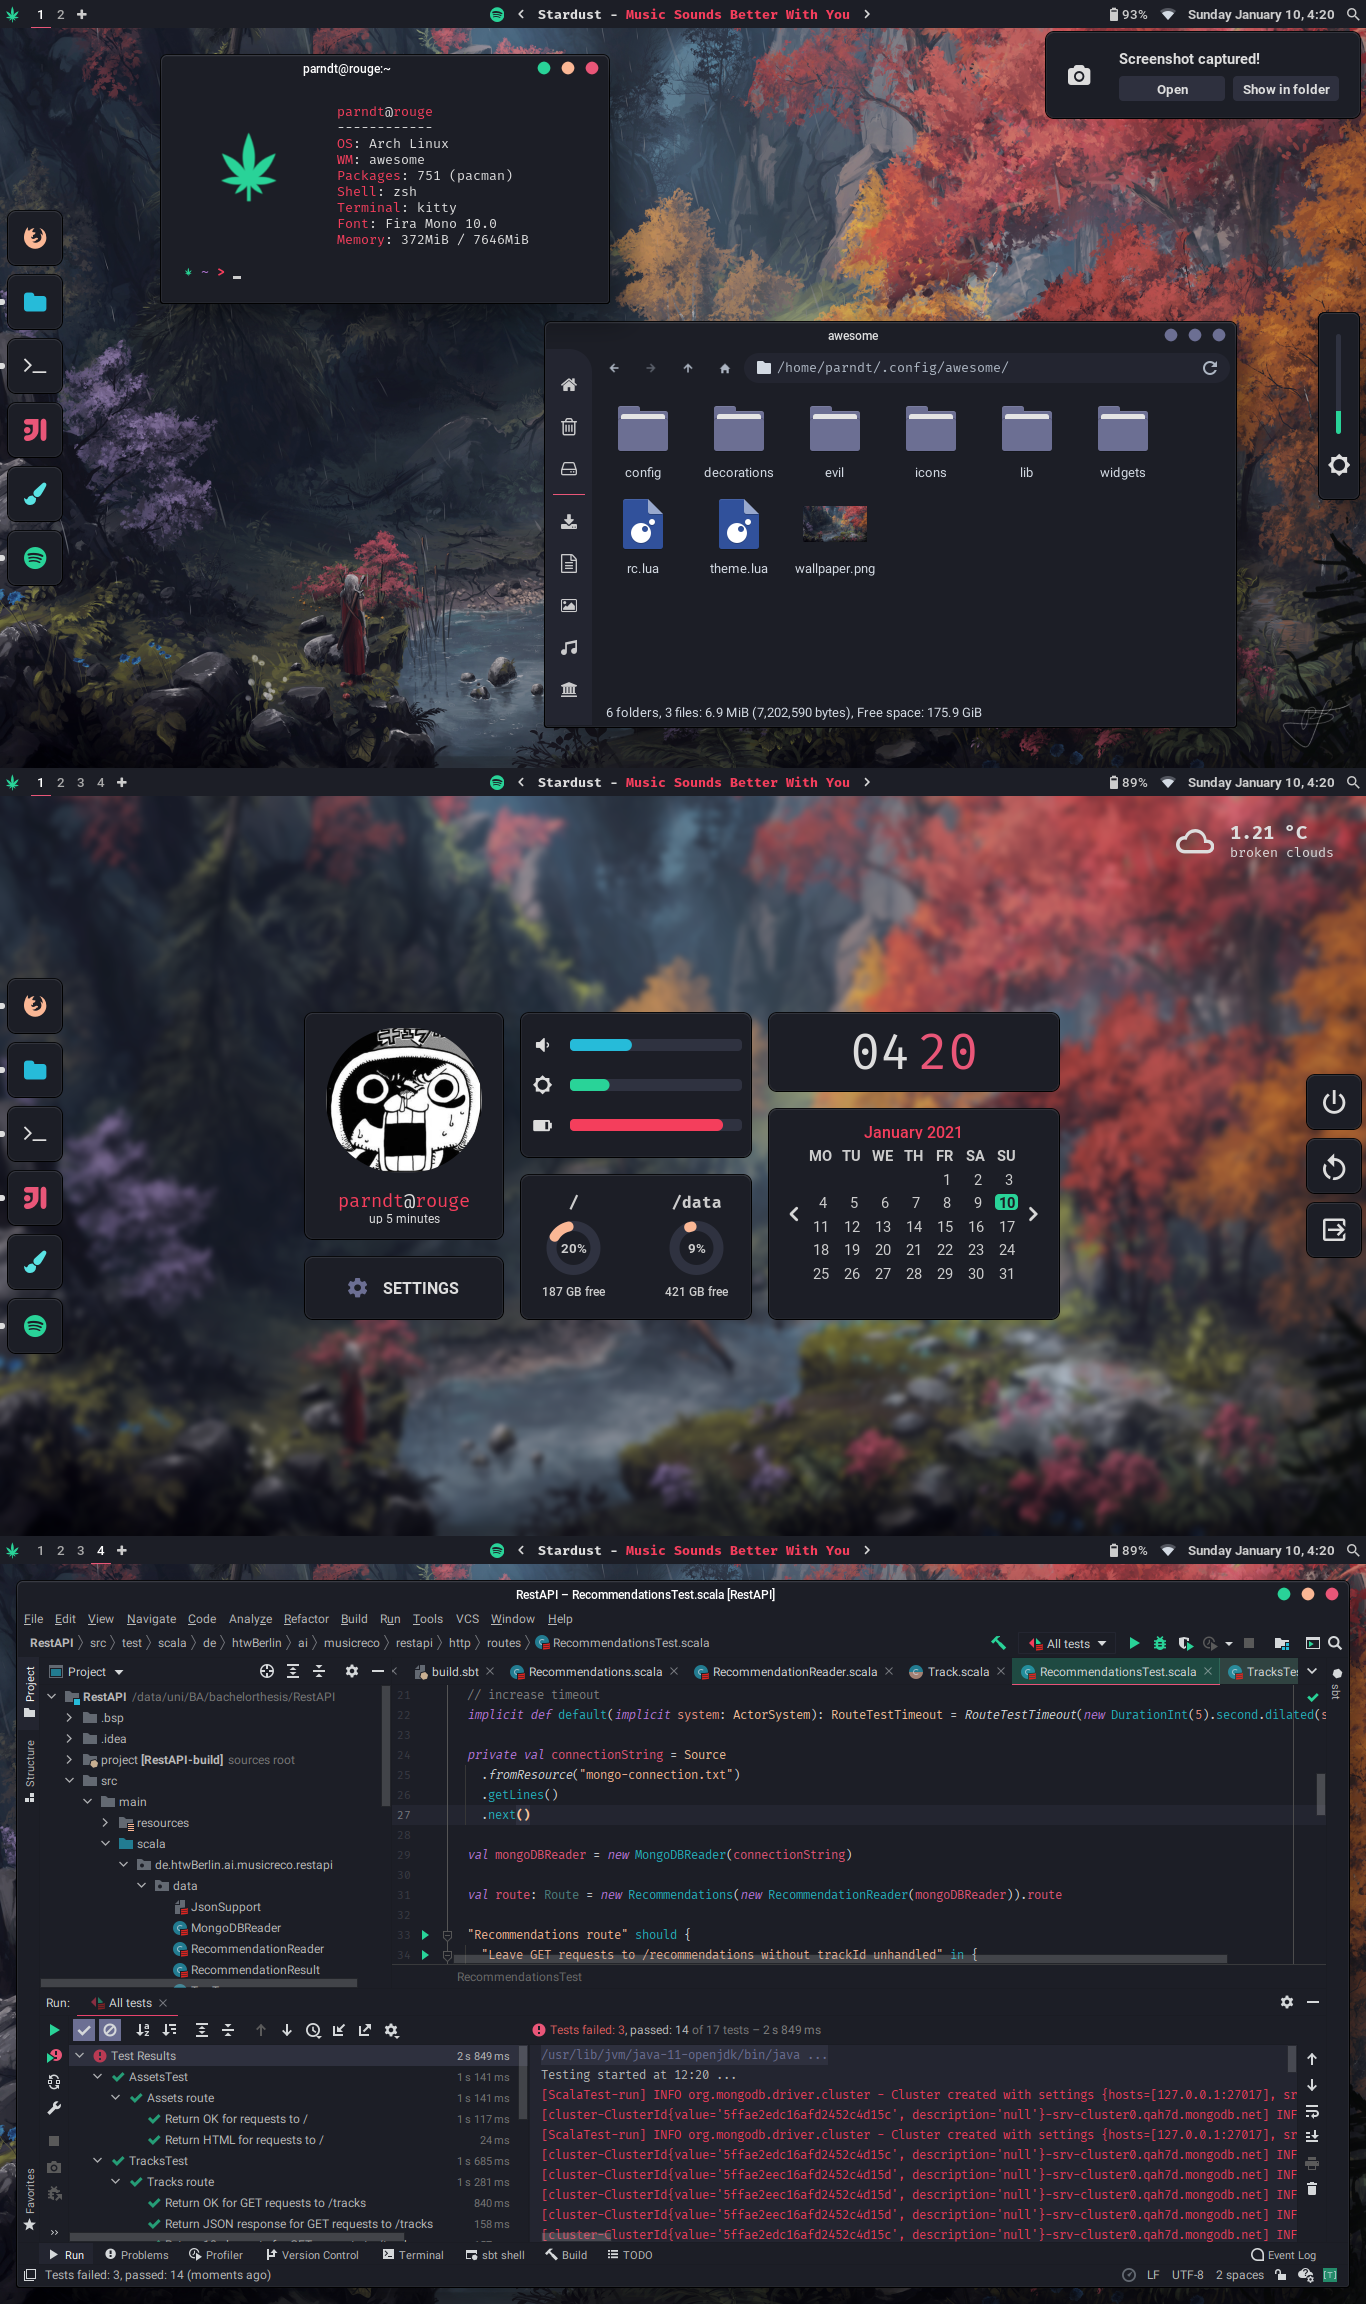 1 2 + < Stardust - Music Sounds Better With You > 93% Sunday January 10, 4:20
Screenshot captured!
Open Show in folder
parndt@rouge:~
parndt@rouge
------------
OS: Arch Linux
WM: awesome
Packages: 751 (pacman)
Shell: zsh
Terminal: kitty
Font: Fira Mono 10.0
Memory: 372MiB / 7646MiB
* ~ > _
awesome
/home/parndt/.config/awesome/
config decorations evil icons lib widgets
rc.lua theme.lua wallpaper.png
6 folders, 3 files: 6.9 MiB (7,202,590 bytes), Free space: 175.9 GiB
1 2 3 4 + < Stardust - Music Sounds Better With You > 89% Sunday January 10, 4:20
1.21 °C
broken clouds
parndt@rouge
up 5 minutes
SETTINGS
/ /data
20% 9%
187 GB free 421 GB free
04 20
January 2021
MO TU WE TH FR SA SU
1 2 3
4 5 6 7 8 9 10
11 12 13 14 15 16 17
18 19 20 21 22 23 24
25 26 27 28 29 30 31
1 2 3 4 + < Stardust - Music Sounds Better With You > 89% Sunday January 10, 4:20
RestAPI – RecommendationsTest.scala [RestAPI]
File Edit View Navigate Code Analyze Refactor Build Run Tools VCS Window Help
RestAPI src test scala de htwBerlin ai musicreco restapi http routes RecommendationsTest.scala
All tests
Project
Structure
Favorites
sbt
Project
RestAPI /data/uni/BA/bachelorthesis/RestAPI
.bsp
.idea
project [RestAPI-build] sources root
src
main
resources
scala
de.htwBerlin.ai.musicreco.restapi
data
JsonSupport
MongoDBReader
RecommendationReader
RecommendationResult
build.sbt Recommendations.scala RecommendationReader.scala Track.scala RecommendationsTest.scala TracksTe
21 // increase timeout
22 implicit def default(implicit system: ActorSystem): RouteTestTimeout = RouteTestTimeout(new DurationInt(5).second.dilated(s
23
24 private val connectionString = Source
25 .fromResource("mongo-connection.txt")
26 .getLines()
27 .next()
28
29 val mongoDBReader = new MongoDBReader(connectionString)
30
31 val route: Route = new Recommendations(new RecommendationReader(mongoDBReader)).route
32
33 "Recommendations route" should {
34 "Leave GET requests to /recommendations without trackId unhandled" in {
RecommendationsTest
Run: All tests
Tests failed: 3, passed: 14 of 17 tests – 2 s 849 ms
Test Results 2 s 849 ms
AssetsTest 1 s 141 ms
Assets route 1 s 141 ms
Return OK for requests to / 1 s 117 ms
Return HTML for requests to / 24 ms
TracksTest 1 s 685 ms
Tracks route 1 s 281 ms
Return OK for GET requests to /tracks 840 ms
Return JSON response for GET requests to /tracks 158 ms
/usr/lib/jvm/java-11-openjdk/bin/java ...
Testing started at 12:20 ...
[ScalaTest-run] INFO org.mongodb.driver.cluster - Cluster created with settings {hosts=[127.0.0.1:27017], sr
[cluster-ClusterId{value='5ffae2edc16afd2452c4d15c', description='null'}-srv-cluster0.qah7d.mongodb.net] INF
[ScalaTest-run] INFO org.mongodb.driver.cluster - Cluster created with settings {hosts=[127.0.0.1:27017], sr
[cluster-ClusterId{value='5ffae2edc16afd2452c4d15c', description='null'}-srv-cluster0.qah7d.mongodb.net] INF
[cluster-ClusterId{value='5ffae2eec16afd2452c4d15d', description='null'}-srv-cluster0.qah7d.mongodb.net] INF
[cluster-ClusterId{value='5ffae2eec16afd2452c4d15d', description='null'}-srv-cluster0.qah7d.mongodb.net] INF
[cluster-ClusterId{value='5ffae2eec16afd2452c4d15d', description='null'}-srv-cluster0.qah7d.mongodb.net] INF
[cluster-ClusterId{value='5ffae2edc16afd2452c4d15c', description='null'}-srv-cluster0.qah7d.mongodb.net] INF
Run Problems Profiler Version Control Terminal sbt shell Build TODO Event Log
Tests failed: 3, passed: 14 (moments ago) LF UTF-8 2 spaces